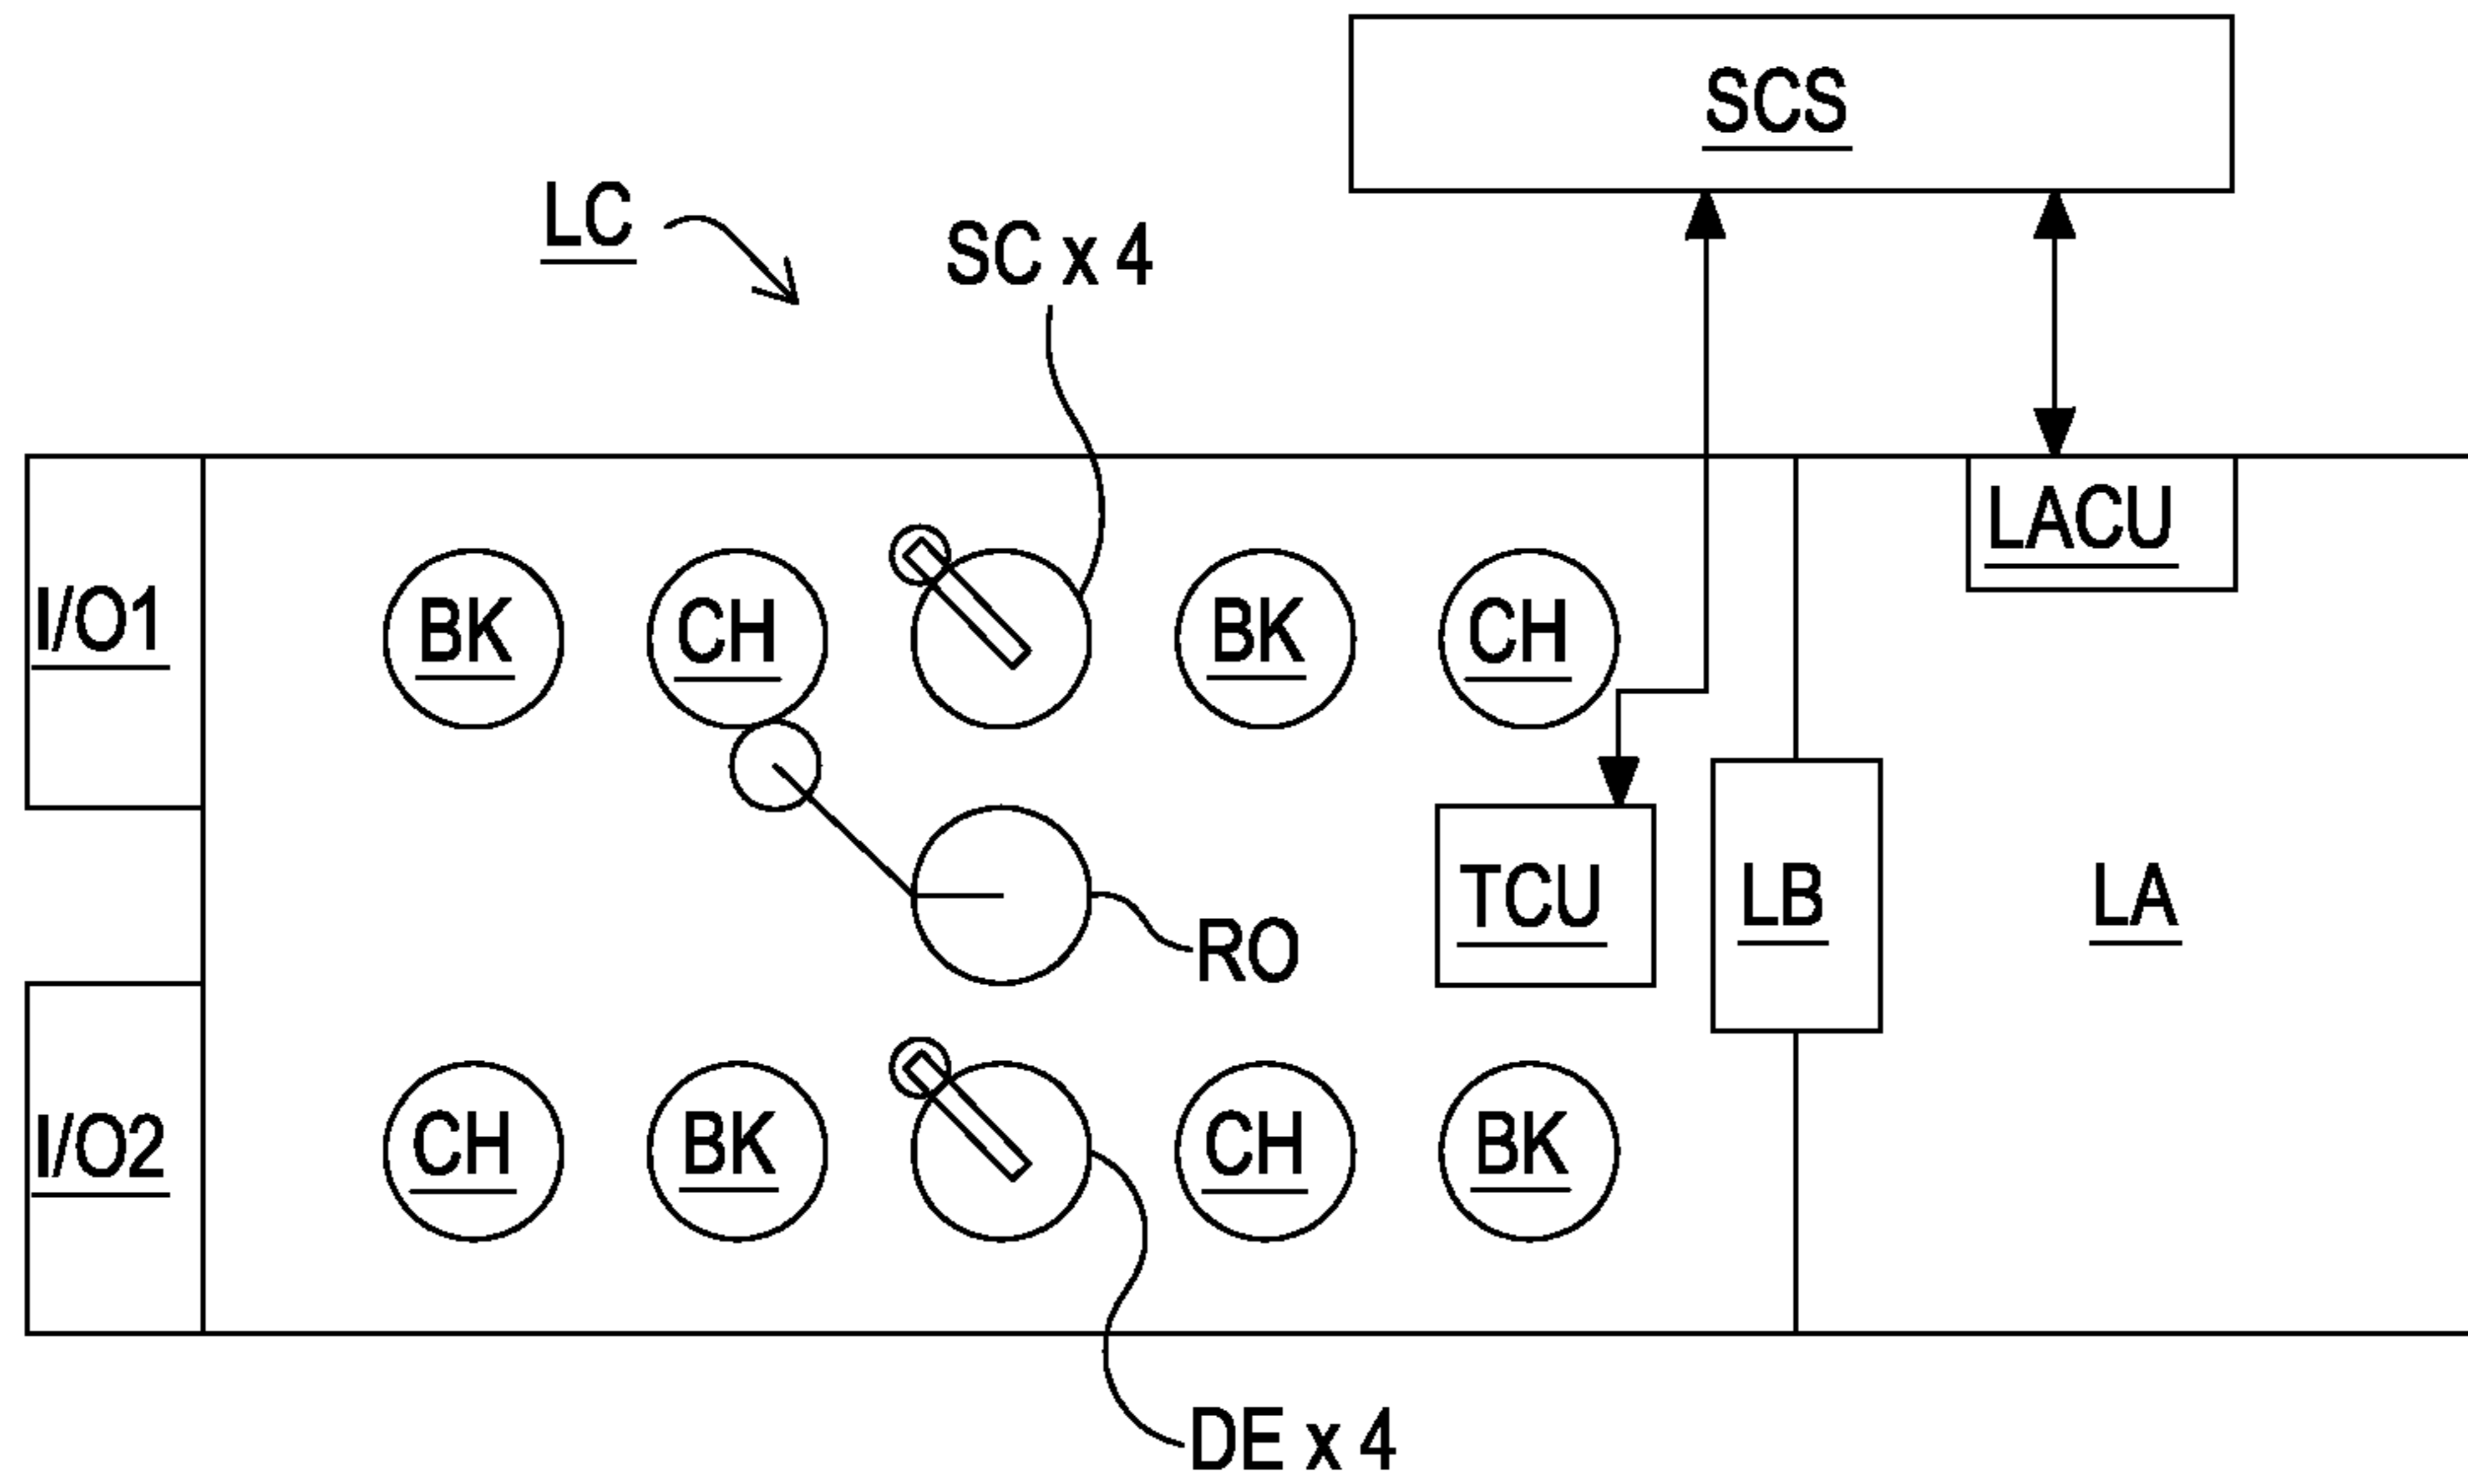 SCS
LC
SC x 4
LACU
I/O1
BK
CH
BK
CH
TCU
LB
LA
RO
I/O2
CH
BK
CH
BK
DE x 4